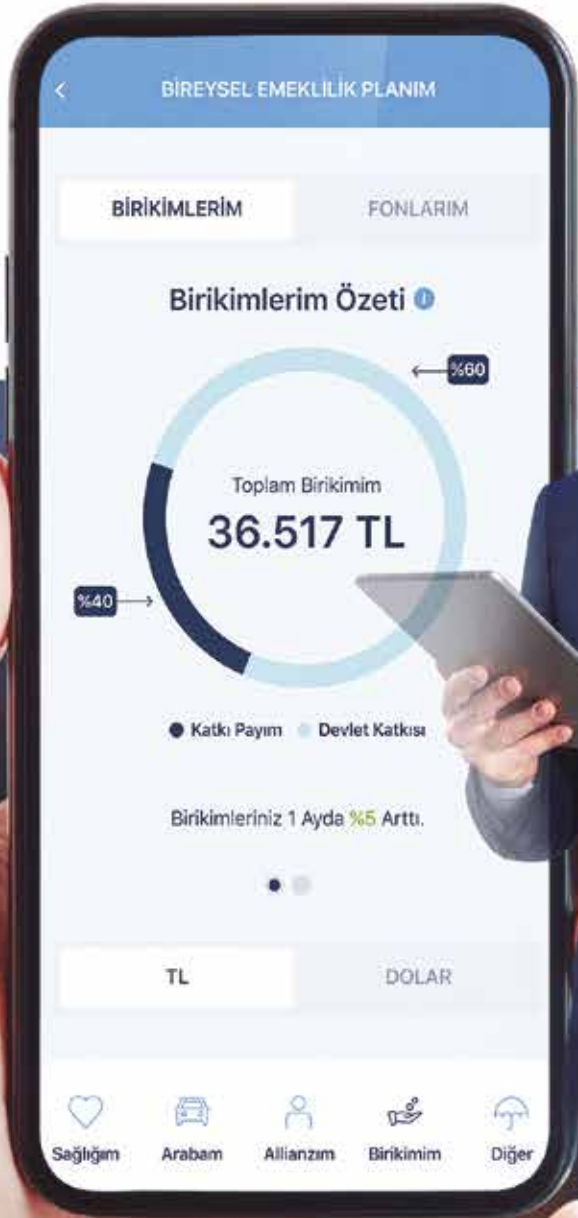 BİREYSEL EMEKLİLİK PLANIM
BİRİKİMLERİM
FONLARIM
Birikimlerim Özeti
%60
Toplam Birikimim
36.517 TL
%40
Katkı Payım
Devlet Katkısı
Birikimleriniz 1 Ayda %5 Arttı.
TL
DOLAR
Sağlığım
Arabam
Allianzım
Birikimim
Diğer